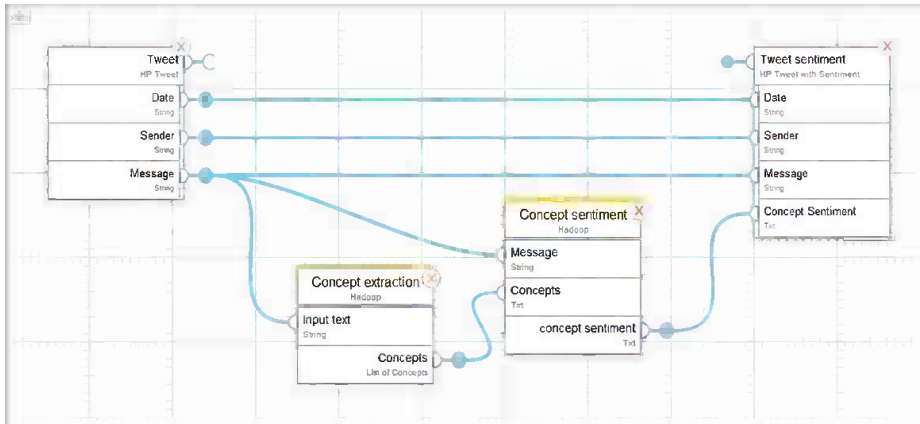 Tweet
HP Tweet
Date
String
Sender
String
Message
String
Concept extraction
Hadoop
Input text
String
Concepts
List of Concepts
Concept sentiment
Hadoop
Message
String
Concepts
Txt
concept sentiment
Txt
Tweet sentiment
HP Tweet with Sentiment
Date
String
Sender
String
Message
String
Concept Sentiment
Txt